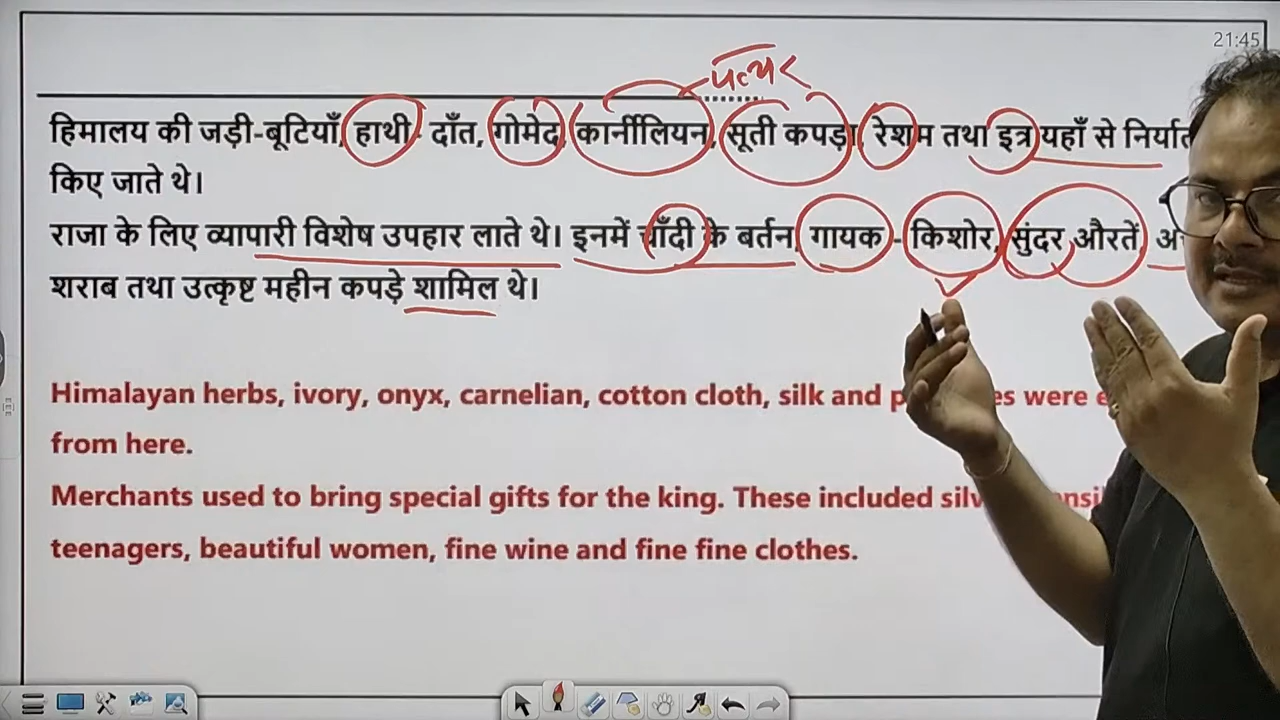 21:45
पत्थर
हिमालय की जड़ी-बूटियाँ, हाथी - दाँत, गोमेद, कार्नीलियन, सूती कपड़ा, रेशम तथा इत्र यहाँ से निर्यात
किए जाते थे।
राजा के लिए व्यापारी विशेष उपहार लाते थे। इनमें चाँदी के बर्तन, गायक - किशोर, सुंदर औरतें
शराब तथा उत्कृष्ट महीन कपड़े शामिल थे।
Himalayan herbs, ivory, onyx, carnelian, cotton cloth, silk and were
from here.
Merchants used to bring special gifts for the king. These included
teenagers, beautiful women, fine wine and fine fine clothes.